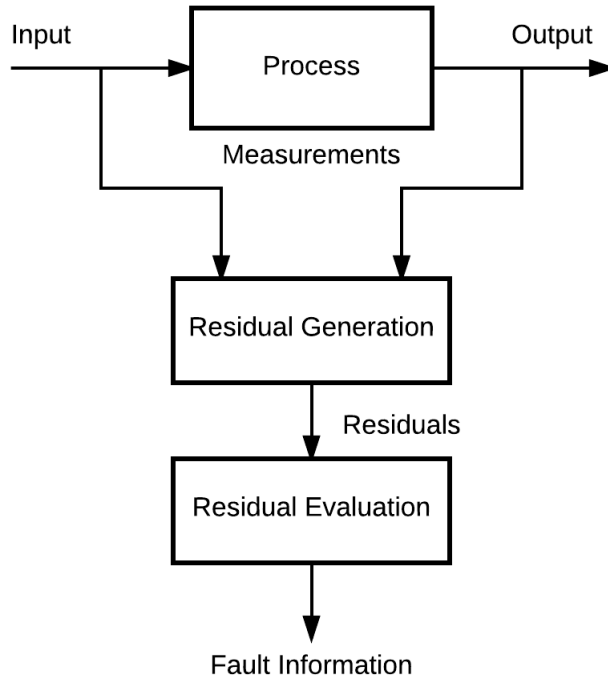 Input
Output
Process
Measurements
Residual Generation
Residuals
Residual Evaluation
Fault Information